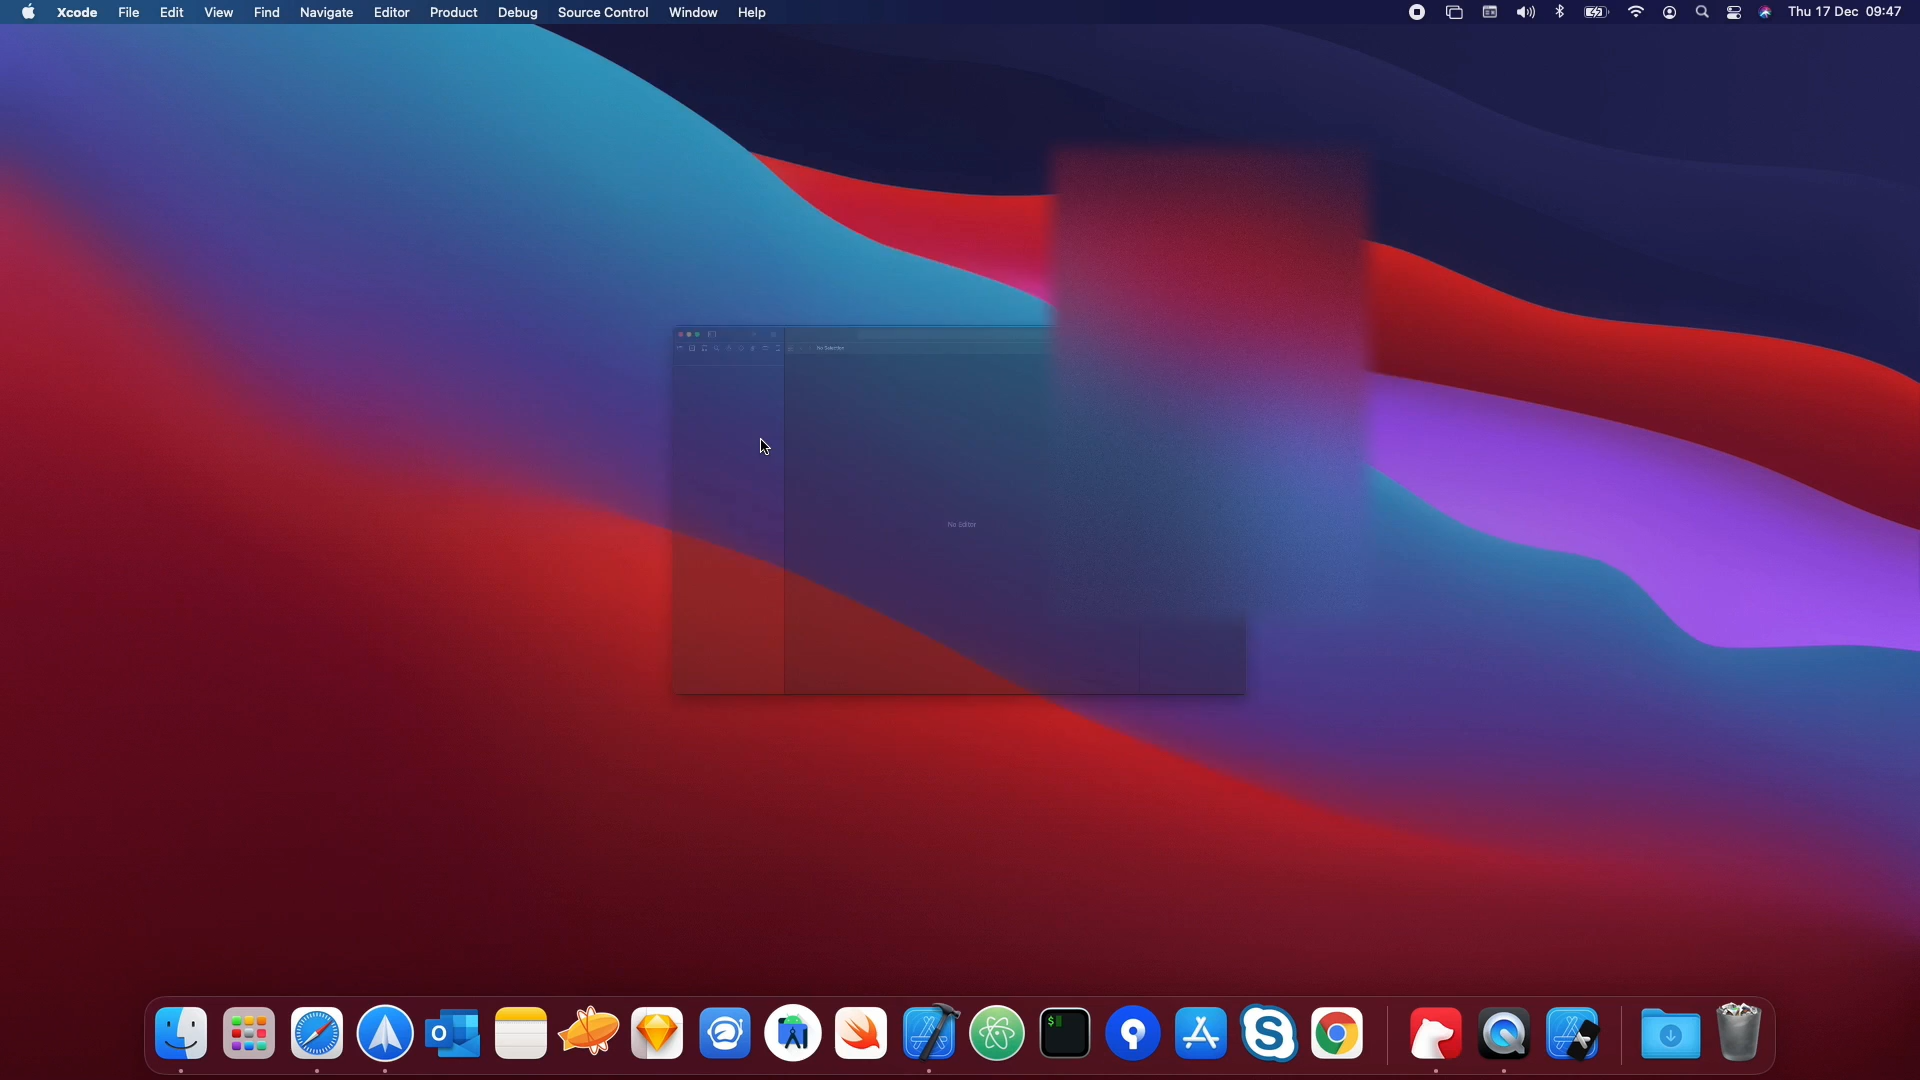 Xcode File Edit View Find Navigate Editor Product Debug Source Control Window Help Thu 17 Dec 09:47
No Selection
No Editor
$